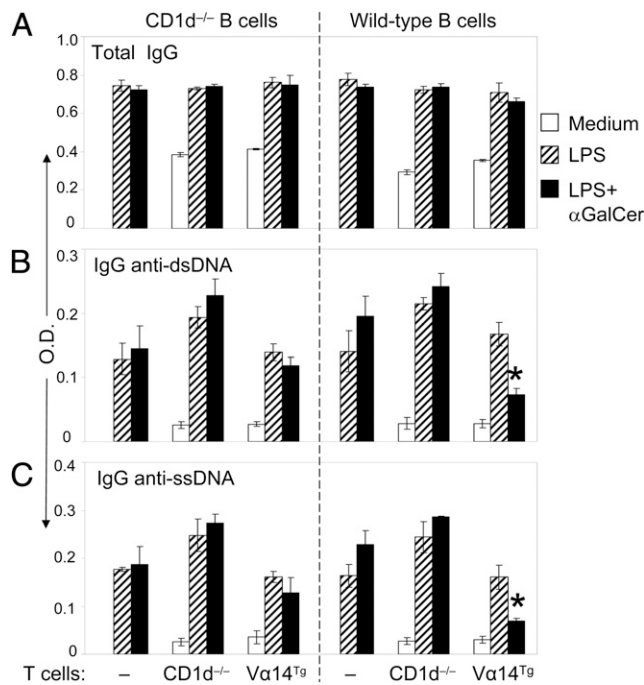 A
CD1d–/– B cells
Wild-type B cells
Total IgG
1.0
0.8
0.6
0.4
0.2
0
Medium
LPS
LPS+
αGalCer
B
IgG anti-dsDNA
0.3
0.2
0.1
0
*
O.D.
C
IgG anti-ssDNA
0.4
0.3
0.2
0.1
0
*
T cells: – CD1d–/– Vα14Tg – CD1d–/– Vα14Tg